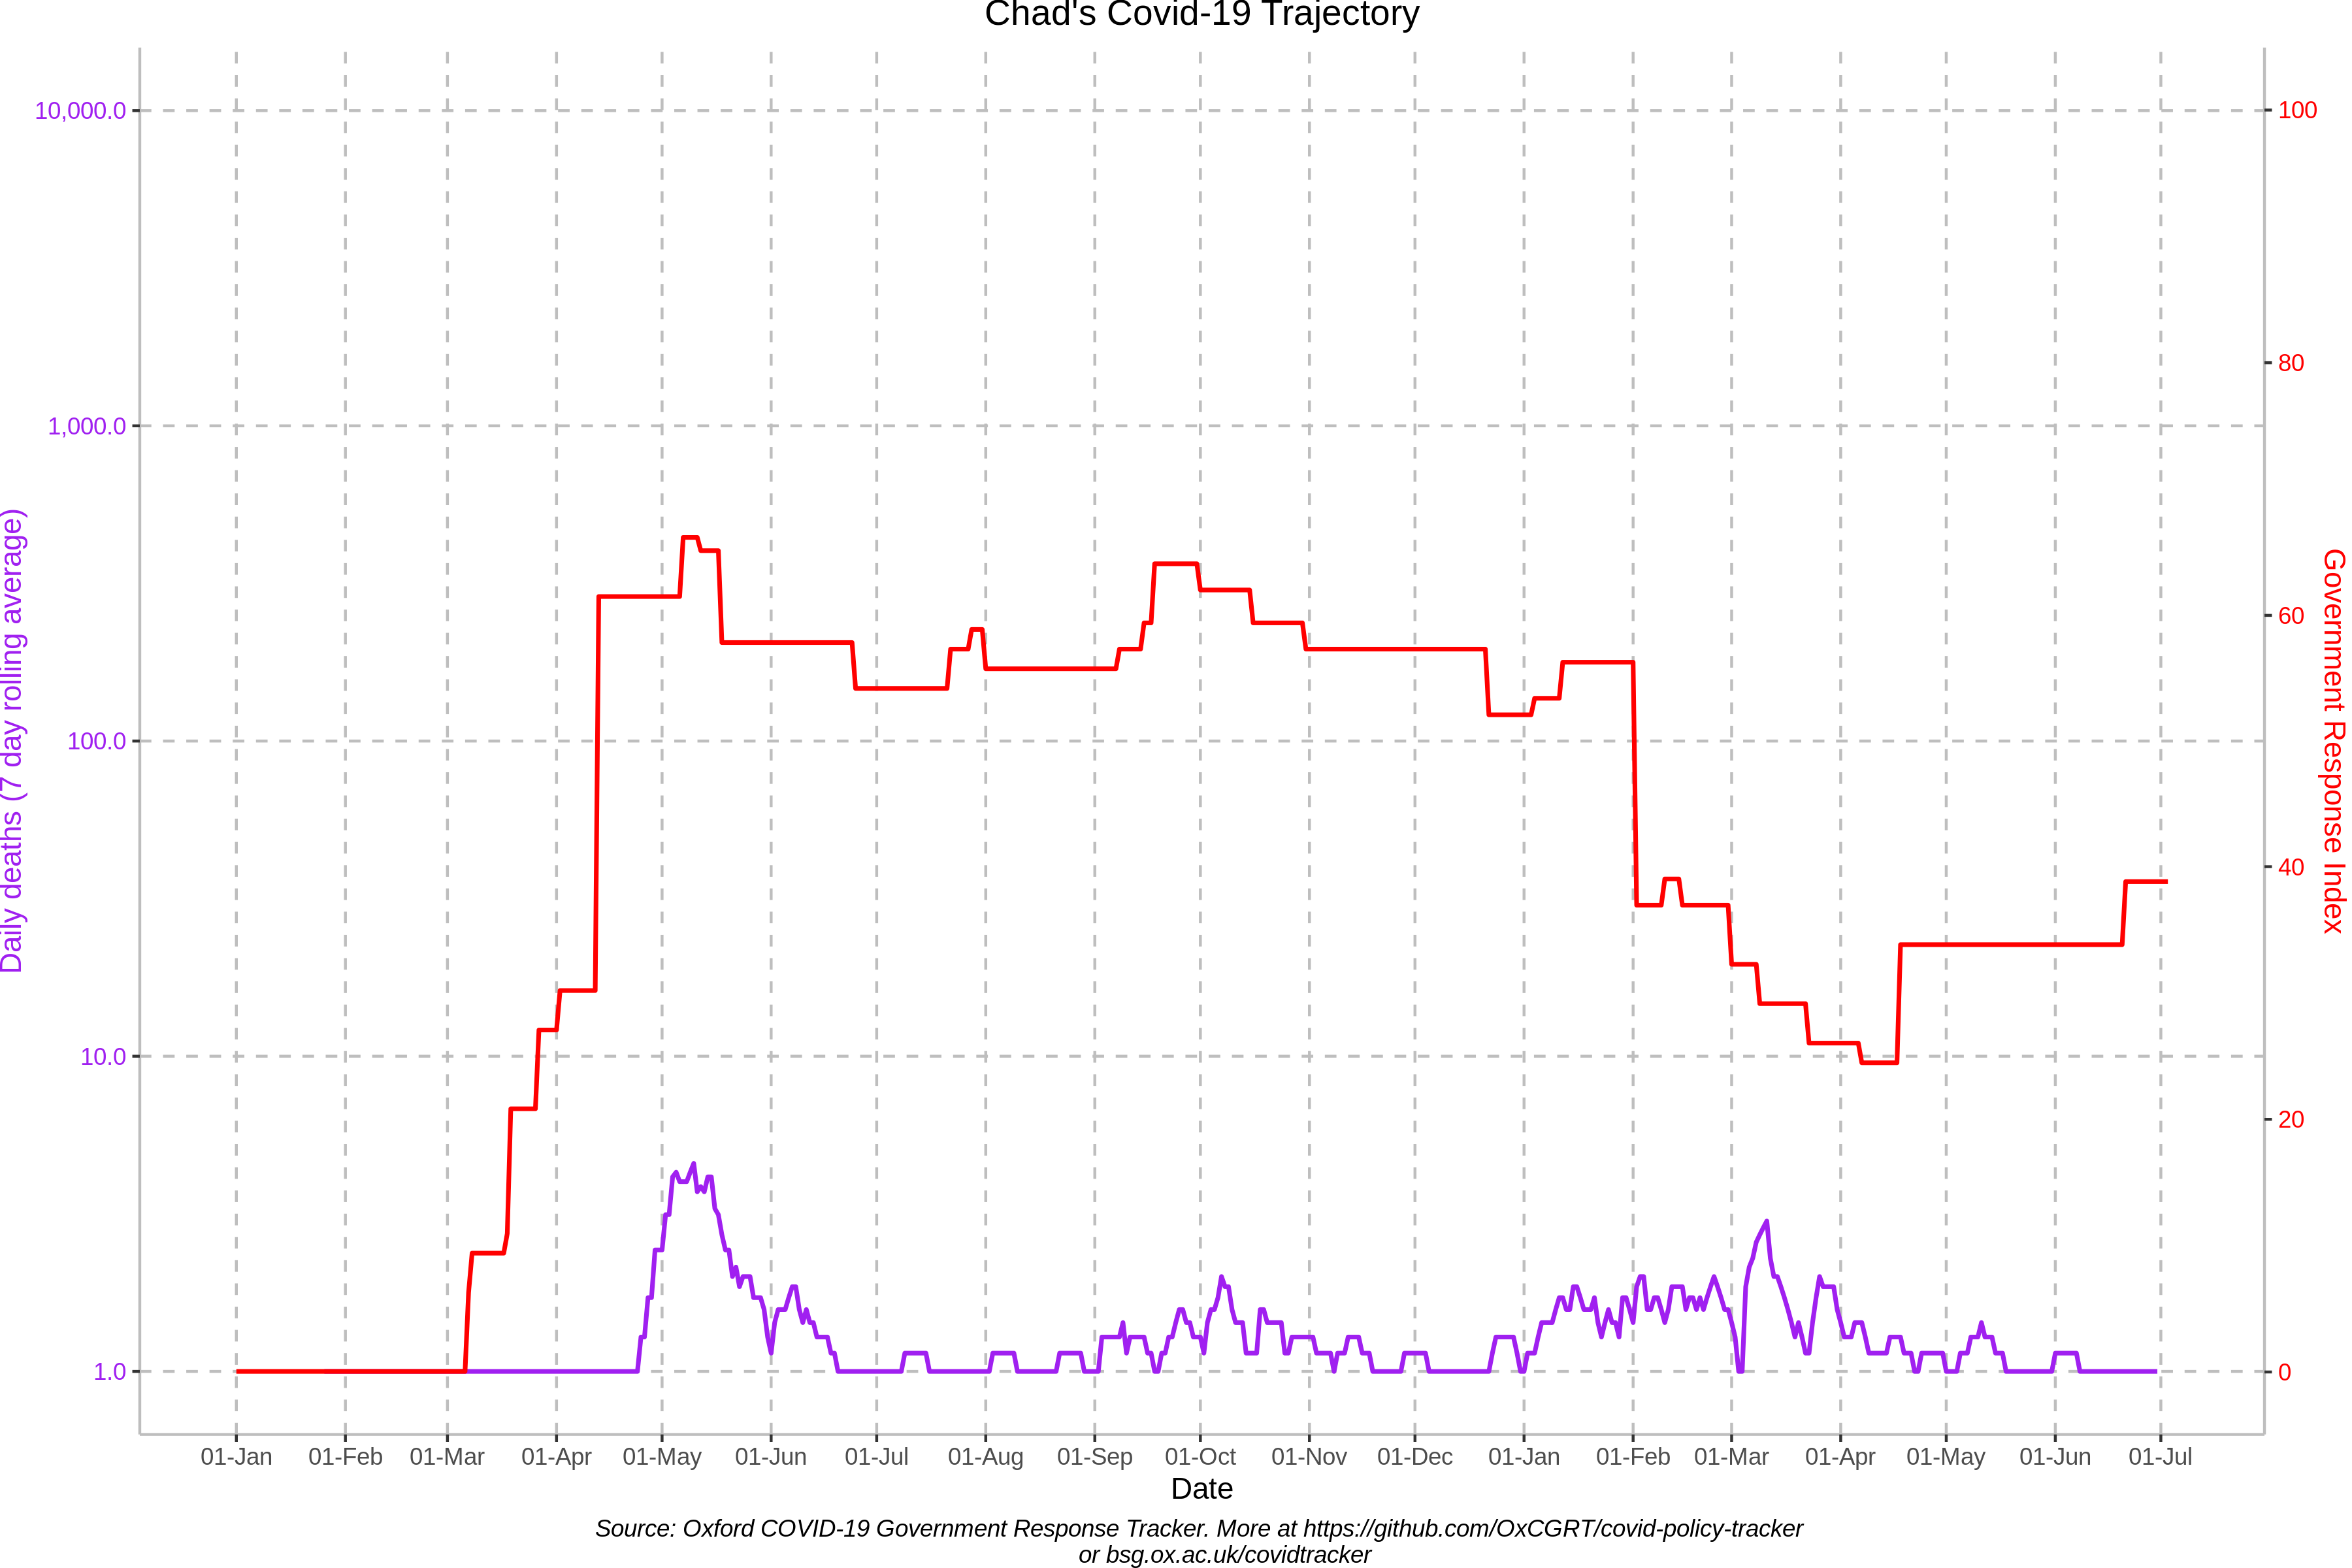 Chad's Covid-19 Trajectory
10,000.0
1,000.0
100.0
10.0
1.0
Daily deaths (7 day rolling average)
100
80
60
40
20
0
Government Response Index
01-Jan 01-Feb 01-Mar 01-Apr 01-May 01-Jun 01-Jul 01-Aug 01-Sep 01-Oct 01-Nov 01-Dec 01-Jan 01-Feb 01-Mar 01-Apr 01-May 01-Jun 01-Jul
Date
Source: Oxford COVID-19 Government Response Tracker. More at https://github.com/OxCGRT/covid-policy-tracker
or bsg.ox.ac.uk/covidtracker